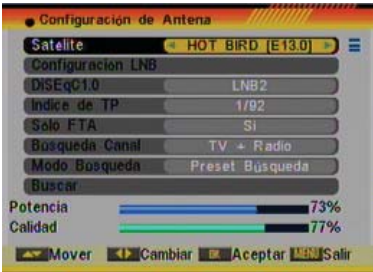 Configuración de Antena
Satélite HOT BIRD [E13.0]
Configuracion LNB
DiSEqC1.0 LNB2
Indice de TP 1/92
Solo FTA Si
Búsqueda Canal TV + Radio
Modo Búsqueda Preset Búsqueda
Buscar
Potencia 73%
Calidad 77%
Mover Cambiar OK Aceptar MENU Salir